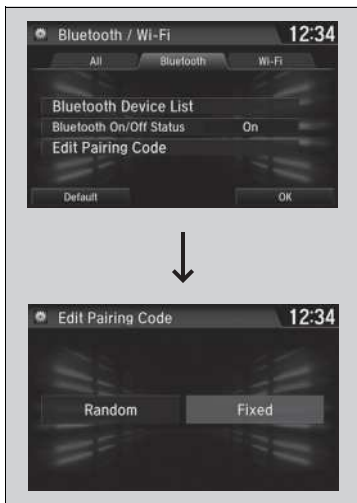 Bluetooth / Wi-Fi 12:34
All Bluetooth Wi-Fi
Bluetooth Device List
Bluetooth On/Off Status On
Edit Pairing Code
Default OK
Edit Pairing Code 12:34
Random Fixed